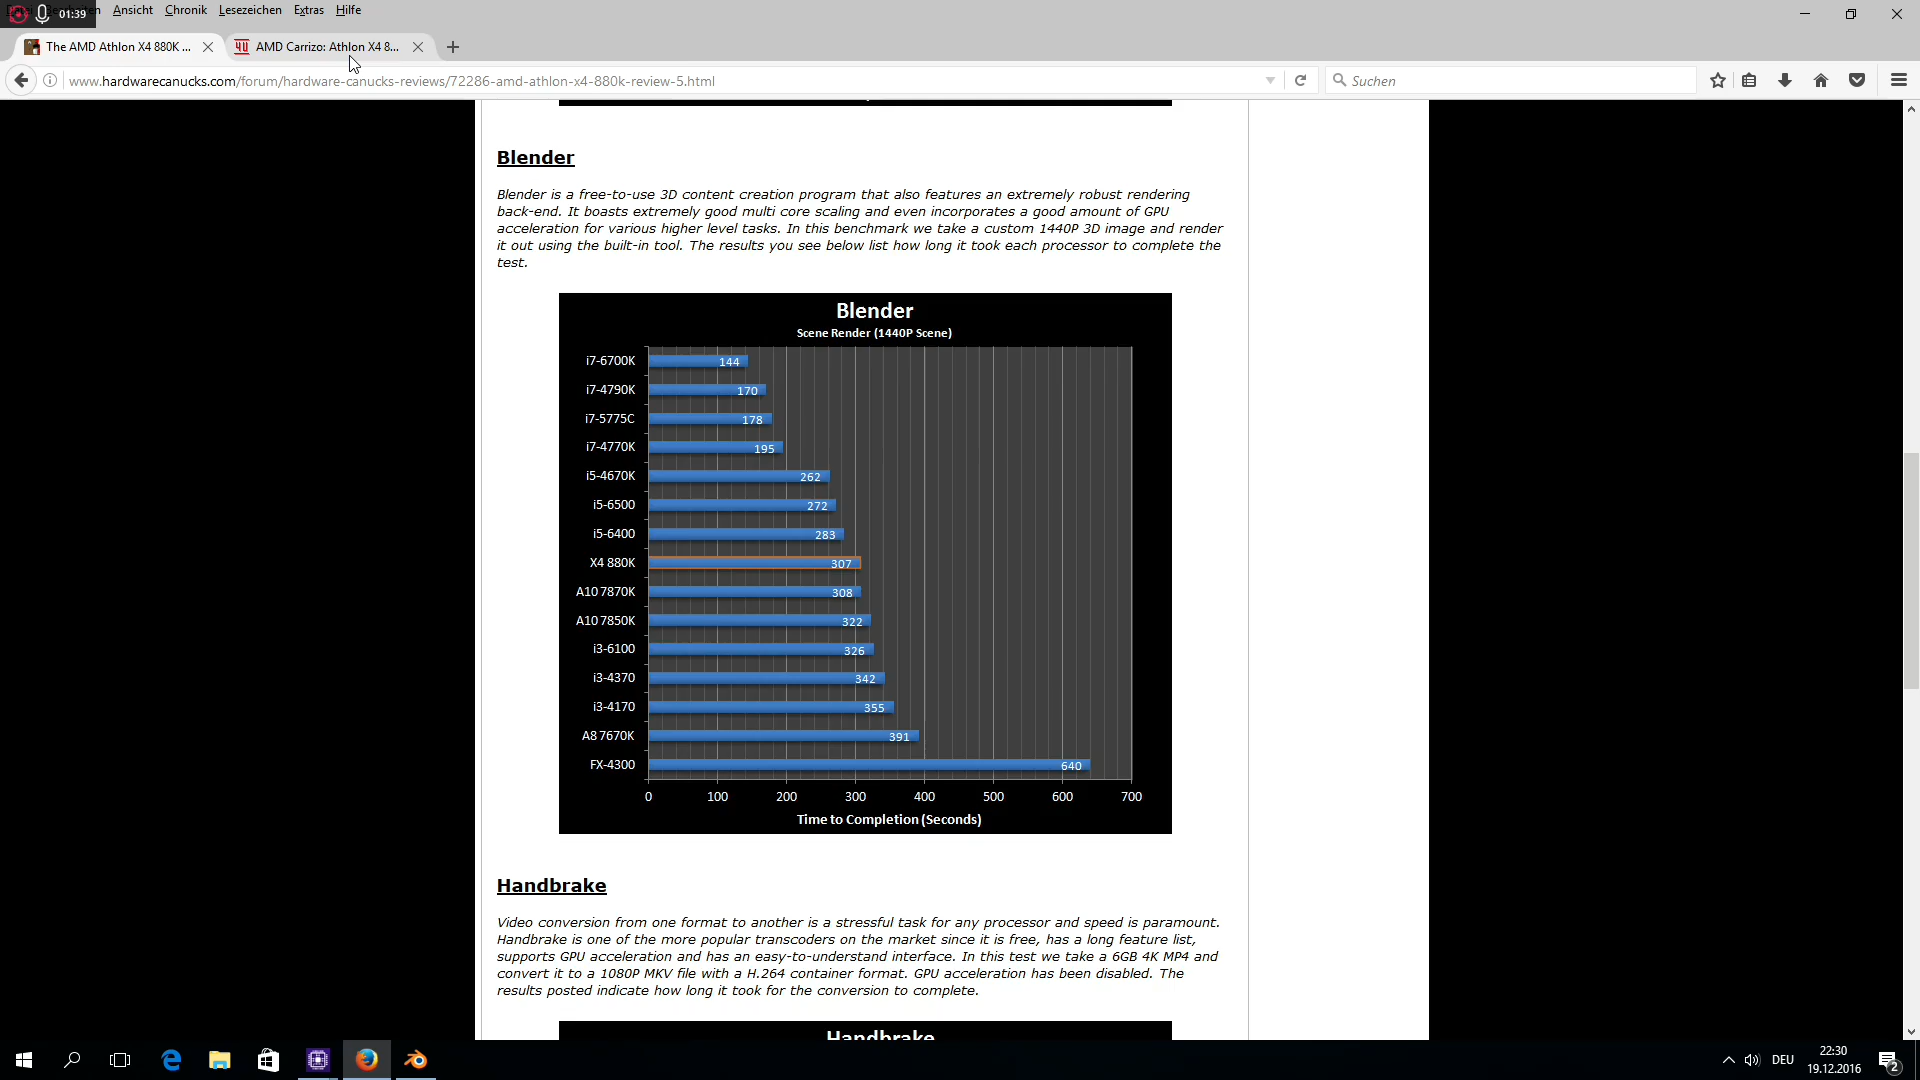 01:39
Ansicht Chronik Lesezeichen Extras Hilfe
The AMD Athlon X4 880K ...
AMD Carrizo: Athlon X4 8...
www.hardwarecanucks.com/forum/hardware-canucks-reviews/72286-amd-athlon-x4-880k-review-5.html
Suchen
Blender
Blender is a free-to-use 3D content creation program that also features an extremely robust rendering
back-end. It boasts extremely good multi core scaling and even incorporates a good amount of GPU
acceleration for various higher level tasks. In this benchmark we take a custom 1440P 3D image and render
it out using the built-in tool. The results you see below list how long it took each processor to complete the
test.
Blender
Scene Render (1440P Scene)
i7-6700K 144
i7-4790K 170
i7-5775C 178
i7-4770K 195
i5-4670K 262
i5-6500 272
i5-6400 283
X4 880K 307
A10 7870K 308
A10 7850K 322
i3-6100 326
i3-4370 342
i3-4170 355
A8 7670K 391
FX-4300 640
0 100 200 300 400 500 600 700
Time to Completion (Seconds)
Handbrake
Video conversion from one format to another is a stressful task for any processor and speed is paramount.
Handbrake is one of the more popular transcoders on the market since it is free, has a long feature list,
supports GPU acceleration and has an easy-to-understand interface. In this test we take a 6GB 4K MP4 and
convert it to a 1080P MKV file with a H.264 container format. GPU acceleration has been disabled. The
results posted indicate how long it took for the conversion to complete.
Handbrake
DEU
22:30
19.12.2016
2